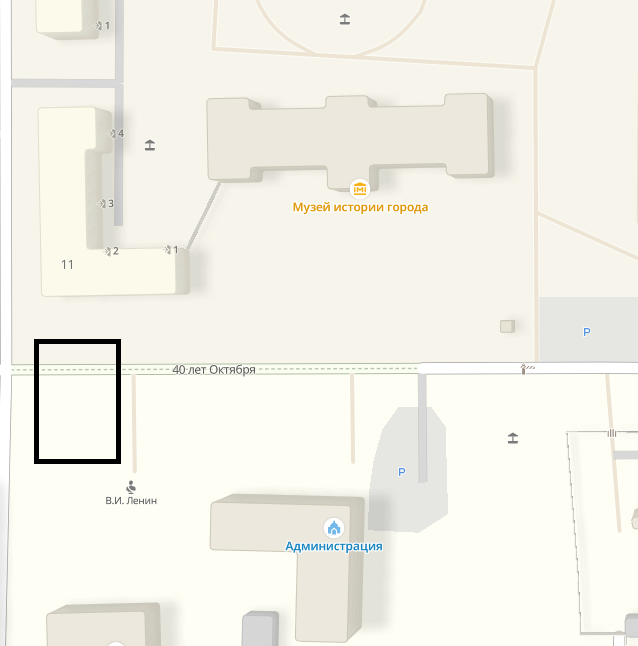 1
4
3
2
1
11
Музей истории города
P
40 лет Октября
P
В.И. Ленин
Администрация